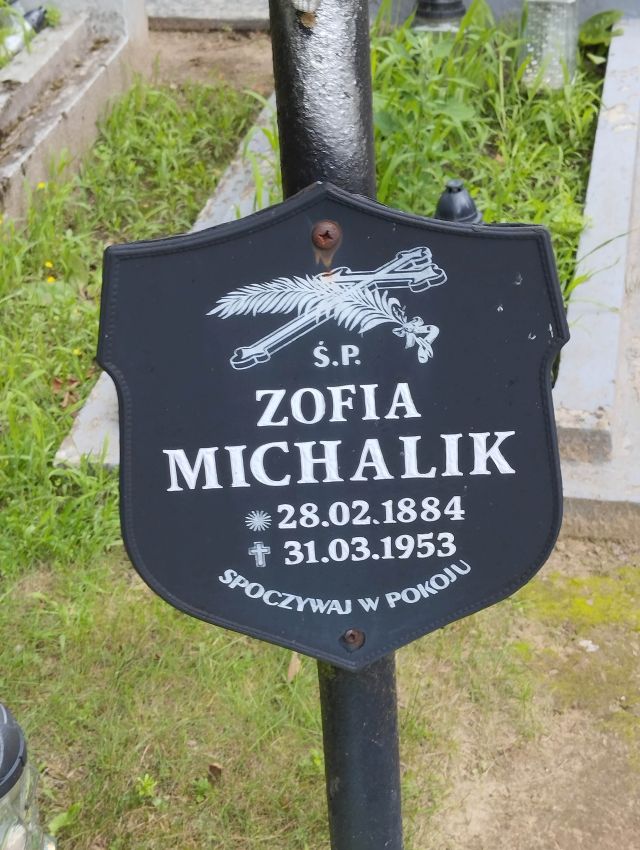 Ś.P.
ZOFIA
MICHALIK
28.02.1884
31.03.1953
SPOCZYWAJ W POKOJU